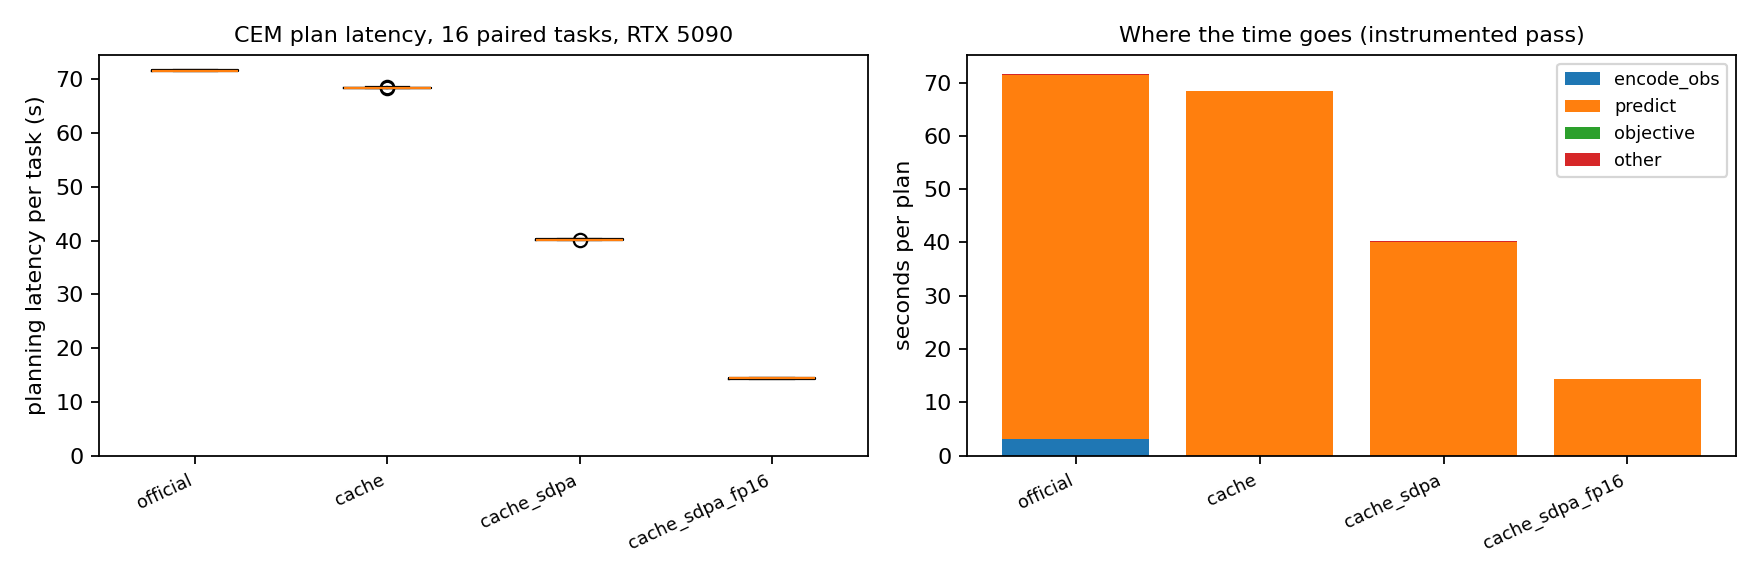 CEM plan latency, 16 paired tasks, RTX 5090
planning latency per task (s)
70
60
50
40
30
20
10
0
official
cache
cache_sdpa
cache_sdpa_fp16
Where the time goes (instrumented pass)
seconds per plan
70
60
50
40
30
20
10
0
encode_obs
predict
objective
other
official
cache
cache_sdpa
cache_sdpa_fp16